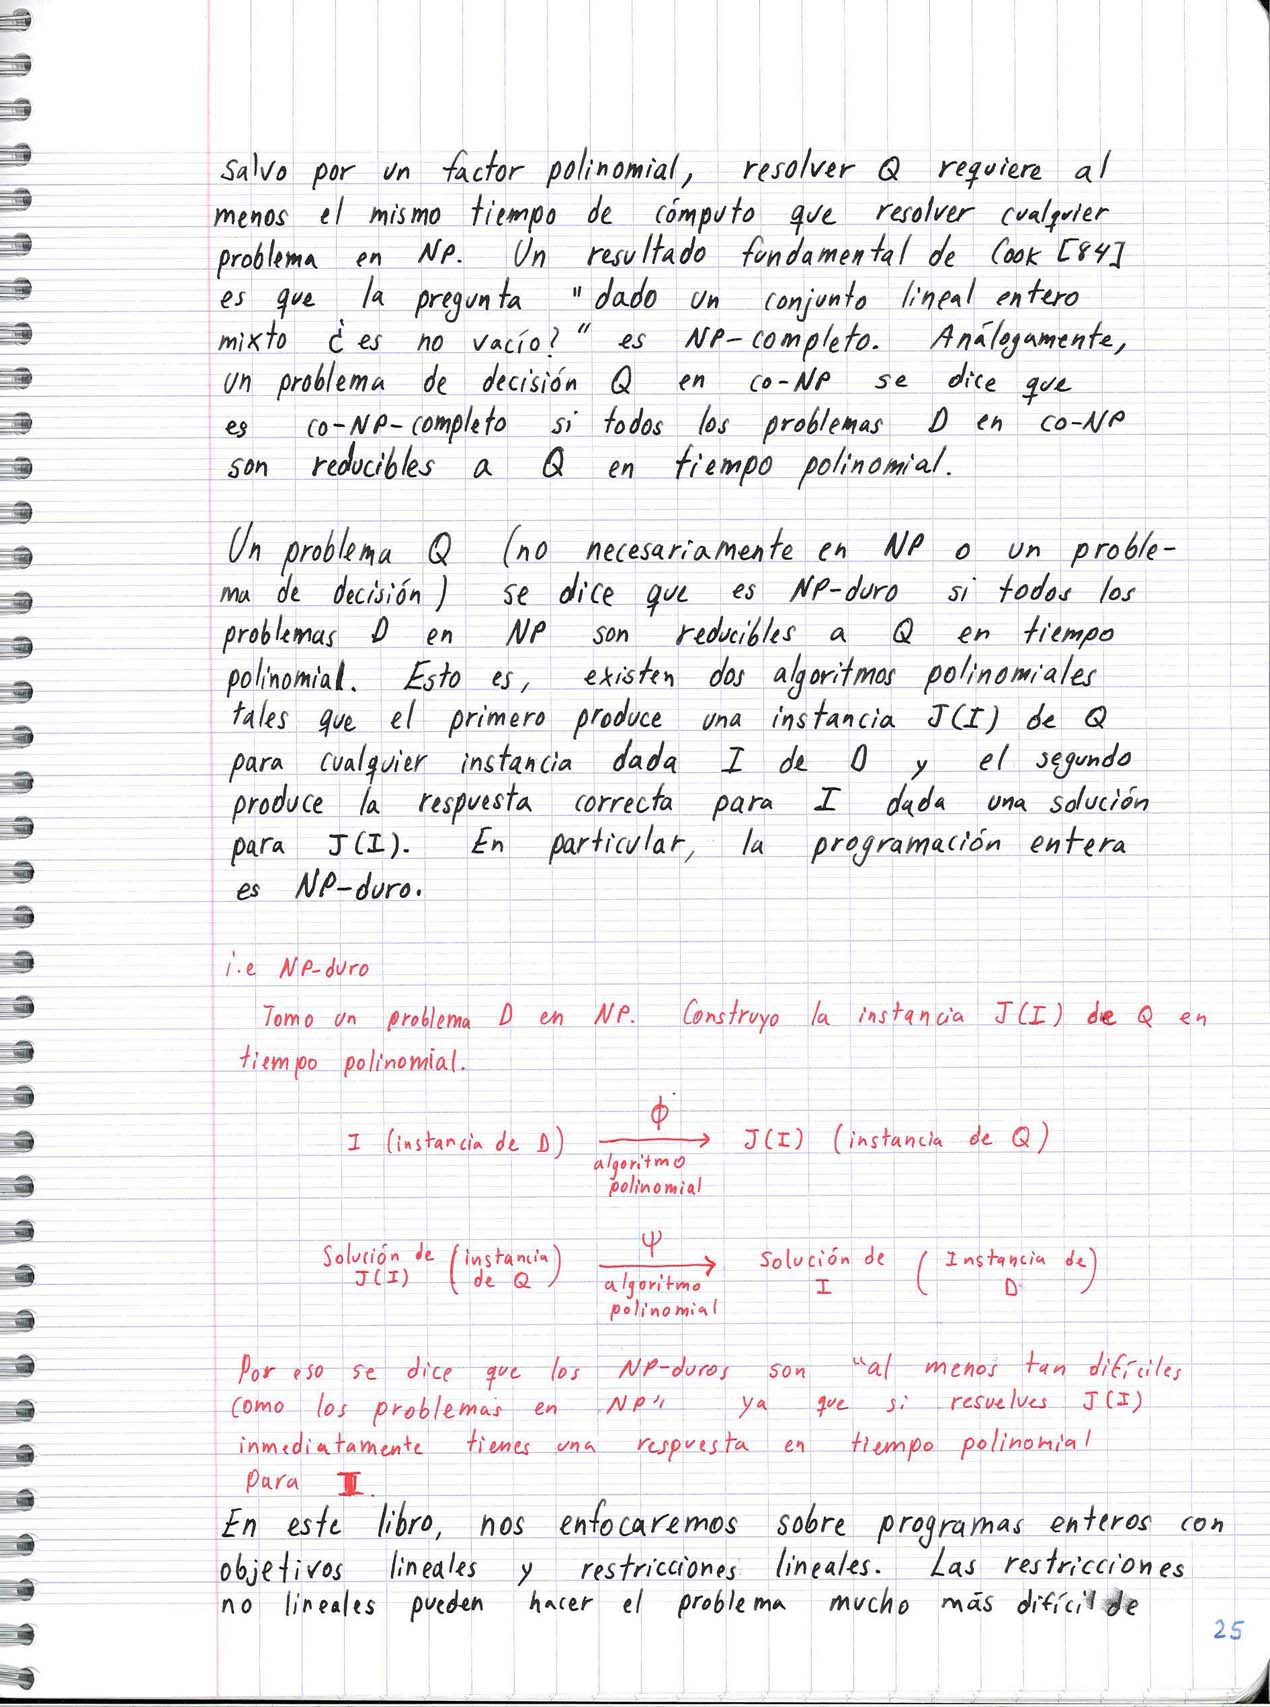 salvo por un factor polinomial, resolver Q requiere al
menos el mismo tiempo de cómputo que resolver cualquier
problema en NP. Un resultado fundamental de Cook [84]
es que la pregunta "dado un conjunto lineal entero
mixto ¿es no vacío?" es NP-completo. Análogamente,
un problema de decisión Q en co-NP se dice que
es co-NP-completo si todos los problemas D en co-NP
son reducibles a Q en tiempo polinomial.
Un problema Q (no necesariamente en NP o un proble-
ma de decisión) se dice que es NP-duro si todos los
problemas D en NP son reducibles a Q en tiempo
polinomial. Esto es, existen dos algoritmos polinomiales
tales que el primero produce una instancia J(I) de Q
para cualquier instancia dada I de D y el segundo
produce la respuesta correcta para I dada una solución
para J(I). En particular, la programación entera
es NP-duro.
i.e NP-duro
Tomo un problema D en NP. Construyo la instancia J(I) de Q en
tiempo polinomial.
ϕ
I (instancia de D) → J(I) (instancia de Q)
algoritmo
polinomial
ψ
Solución de J(I) (instancia de Q) → Solución de I (Instancia de D)
algoritmo
polinomial
Por eso se dice que los NP-duros son "al menos tan difíciles
como los problemas en NP" ya que si resuelves J(I)
inmediatamente tienes una respuesta en tiempo polinomial
para I.
En este libro, nos enfocaremos sobre programas enteros con
objetivos lineales y restricciones lineales. Las restricciones
no lineales pueden hacer el problema mucho más difícil de
25